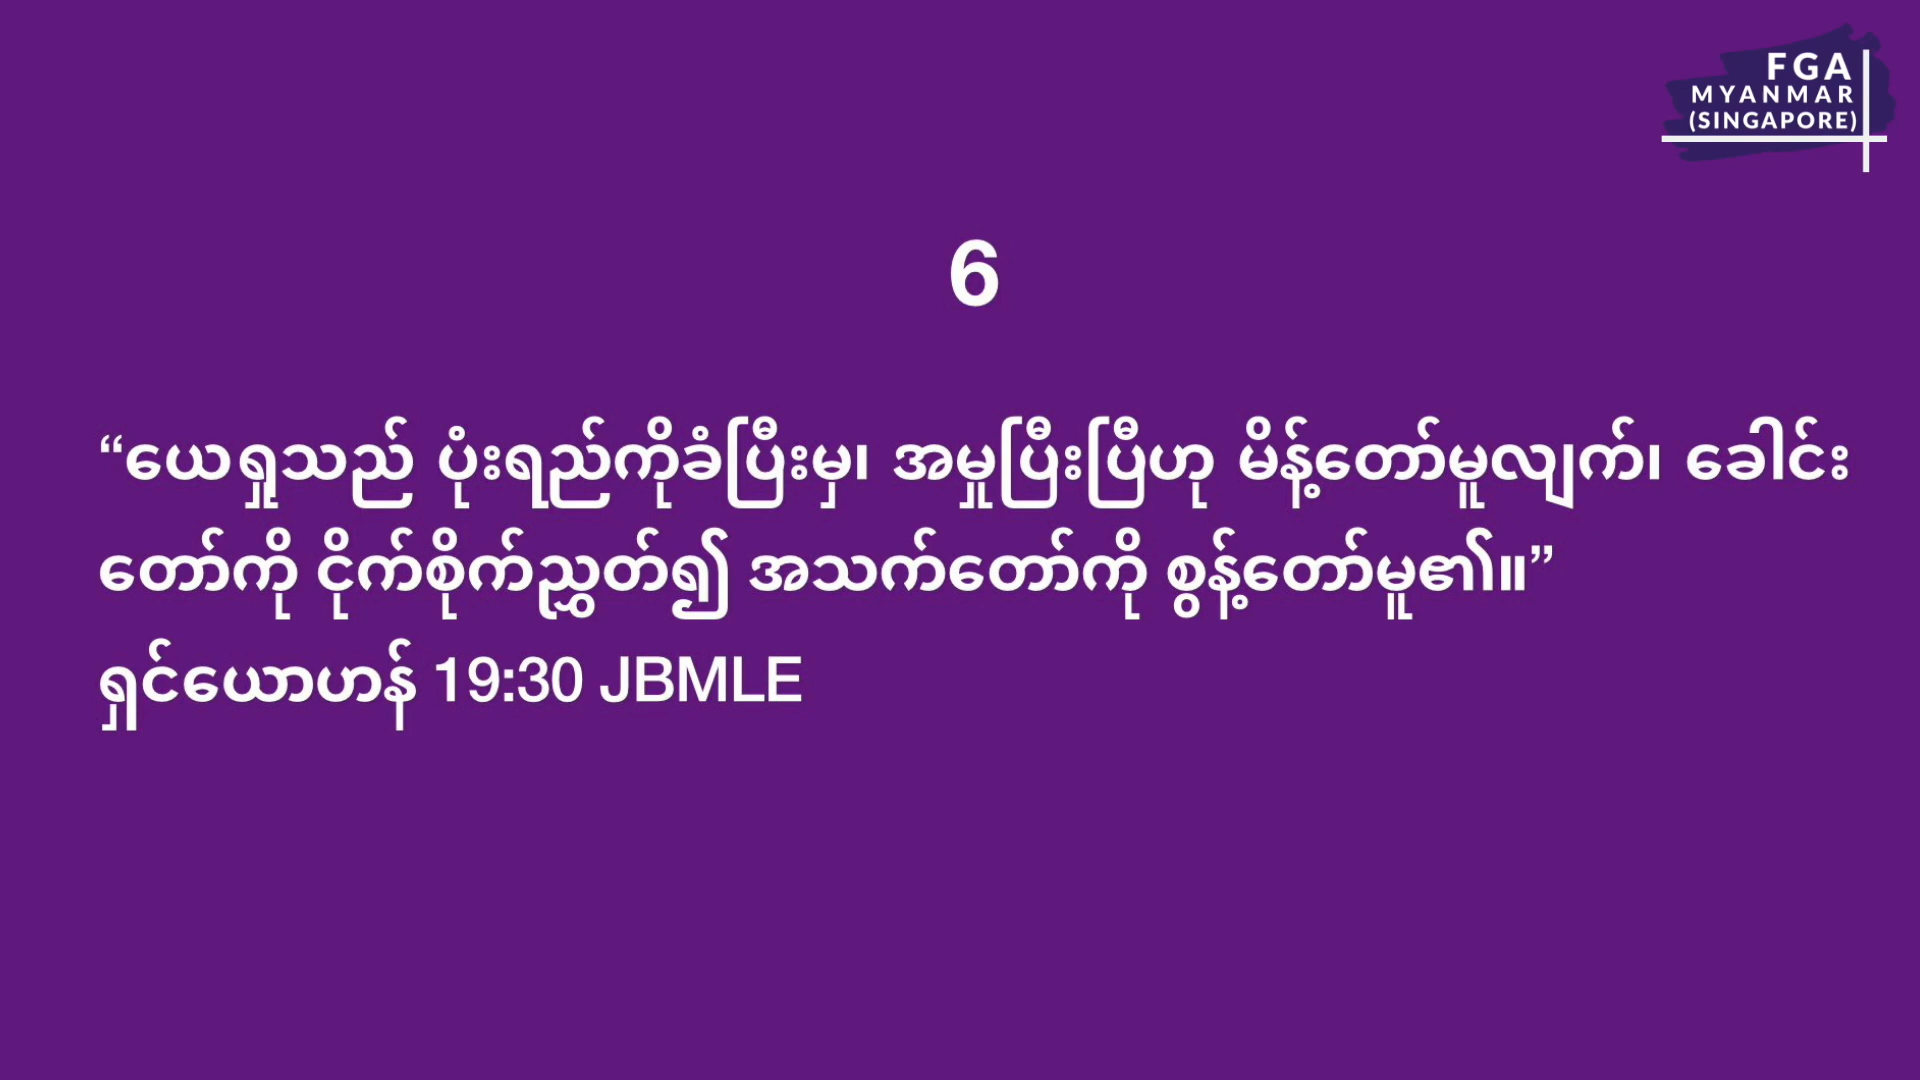 FGA
MYANMAR
(SINGAPORE)
6
“ယေရှုသည် ပုံးရည်ကိုခံပြီးမှ၊ အမှုပြီးပြီဟု မိန့်တော်မူလျက်၊ ခေါင်း
တော်ကို ငိုက်စိုက်ညွှတ်၍ အသက်တော်ကို စွန့်တော်မူ၏။”
ရှင်ယောဟန် 19:30 JBMLE